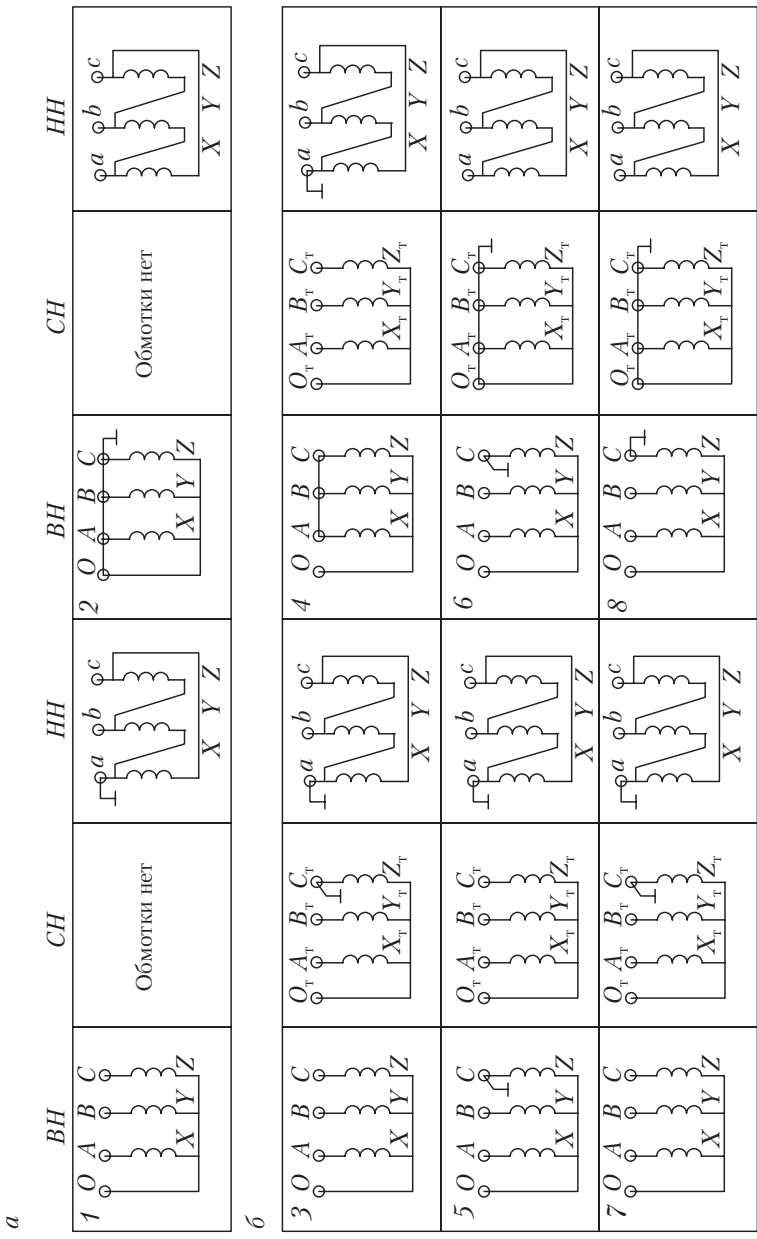 а
ВН СН НН ВН СН НН
1 O A B C X Y Z
Обмотки нет
a b c X Y Z
2 O A B C X Y Z
Обмотки нет
a b c X Y Z
б
3 O A B C X Y Z
Oт Aт Bт Cт Xт Yт Zт
a b c X Y Z
4 O A B C X Y Z
Oт Aт Bт Cт Xт Yт Zт
a b c X Y Z
5 O A B C X Y Z
Oт Aт Bт Cт Xт Yт Zт
a b c X Y Z
6 O A B C X Y Z
Oт Aт Bт Cт Xт Yт Zт
a b c X Y Z
7 O A B C X Y Z
Oт Aт Bт Cт Xт Yт Zт
a b c X Y Z
8 O A B C X Y Z
Oт Aт Bт Cт Xт Yт Zт
a b c X Y Z